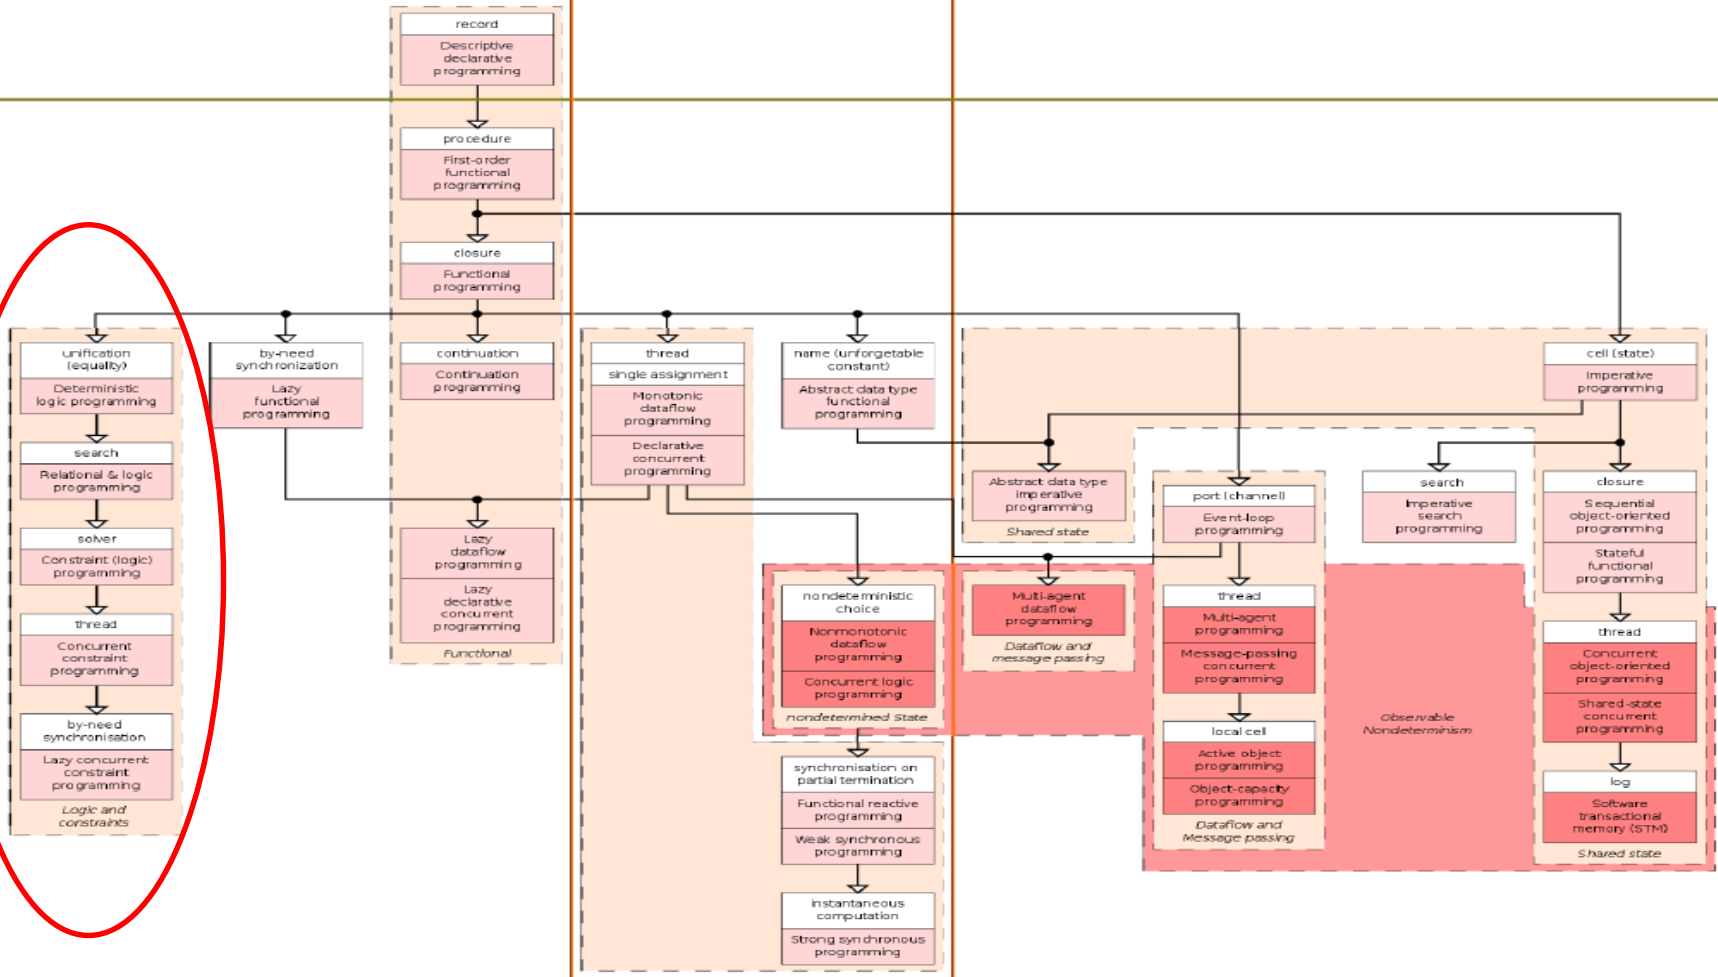 record
Descriptive
declarative
programming
procedure
First-order
functional
programming
closure
Functional
programming
unification
(equality)
Deterministic
logic programming
search
Relational & logic
programming
solver
Constraint (logic)
programming
thread
Concurrent
constraint
programming
by-need
synchronisation
Lazy concurrent
constraint
programming
Logic and
constraints
by-need
synchronization
Lazy
functional
programming
continuation
Continuation
programming
Lazy
dataflow
programming
Lazy
declarative
concurrent
programming
Functional
thread
single assignment
Monotonic
dataflow
programming
Declarative
concurrent
programming
name (unforgetable
constant)
Abstract data type
functional
programming
nondeterministic
choice
Nonmonotonic
dataflow
programming
Concurrent logic
programming
nondetermined State
synchronisation on
partial termination
Functional reactive
programming
Weak synchronous
programming
instantaneous
computation
Strong synchronous
programming
Abstract data type
imperative
programming
Shared state
Multi-agent
dataflow
programming
Dataflow and
message passing
port (channel)
Event-loop
programming
thread
Multi-agent
programming
Message-passing
concurrent
programming
local cell
Active object
programming
Object-capacity
programming
Dataflow and
Message passing
search
Imperative
search
programming
Observable
Nondeterminism
cell (state)
Imperative
programming
closure
Sequential
object-oriented
programming
Stateful
functional
programming
thread
Concurrent
object-oriented
programming
Shared-state
concurrent
programming
log
Software
transactional
memory (STM)
Shared state